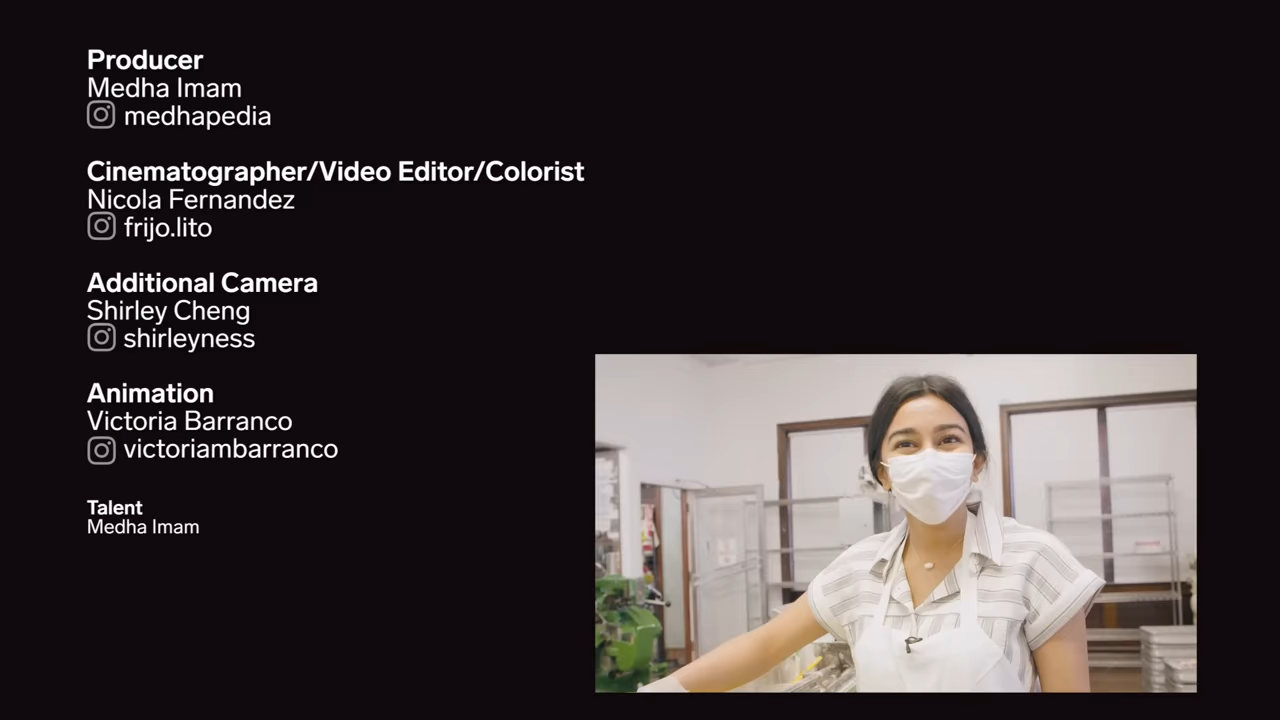 Producer
Medha Imam
medhapedia
Cinematographer/Video Editor/Colorist
Nicola Fernandez
frijo.lito
Additional Camera
Shirley Cheng
shirleyness
Animation
Victoria Barranco
victoriambarranco
Talent
Medha Imam